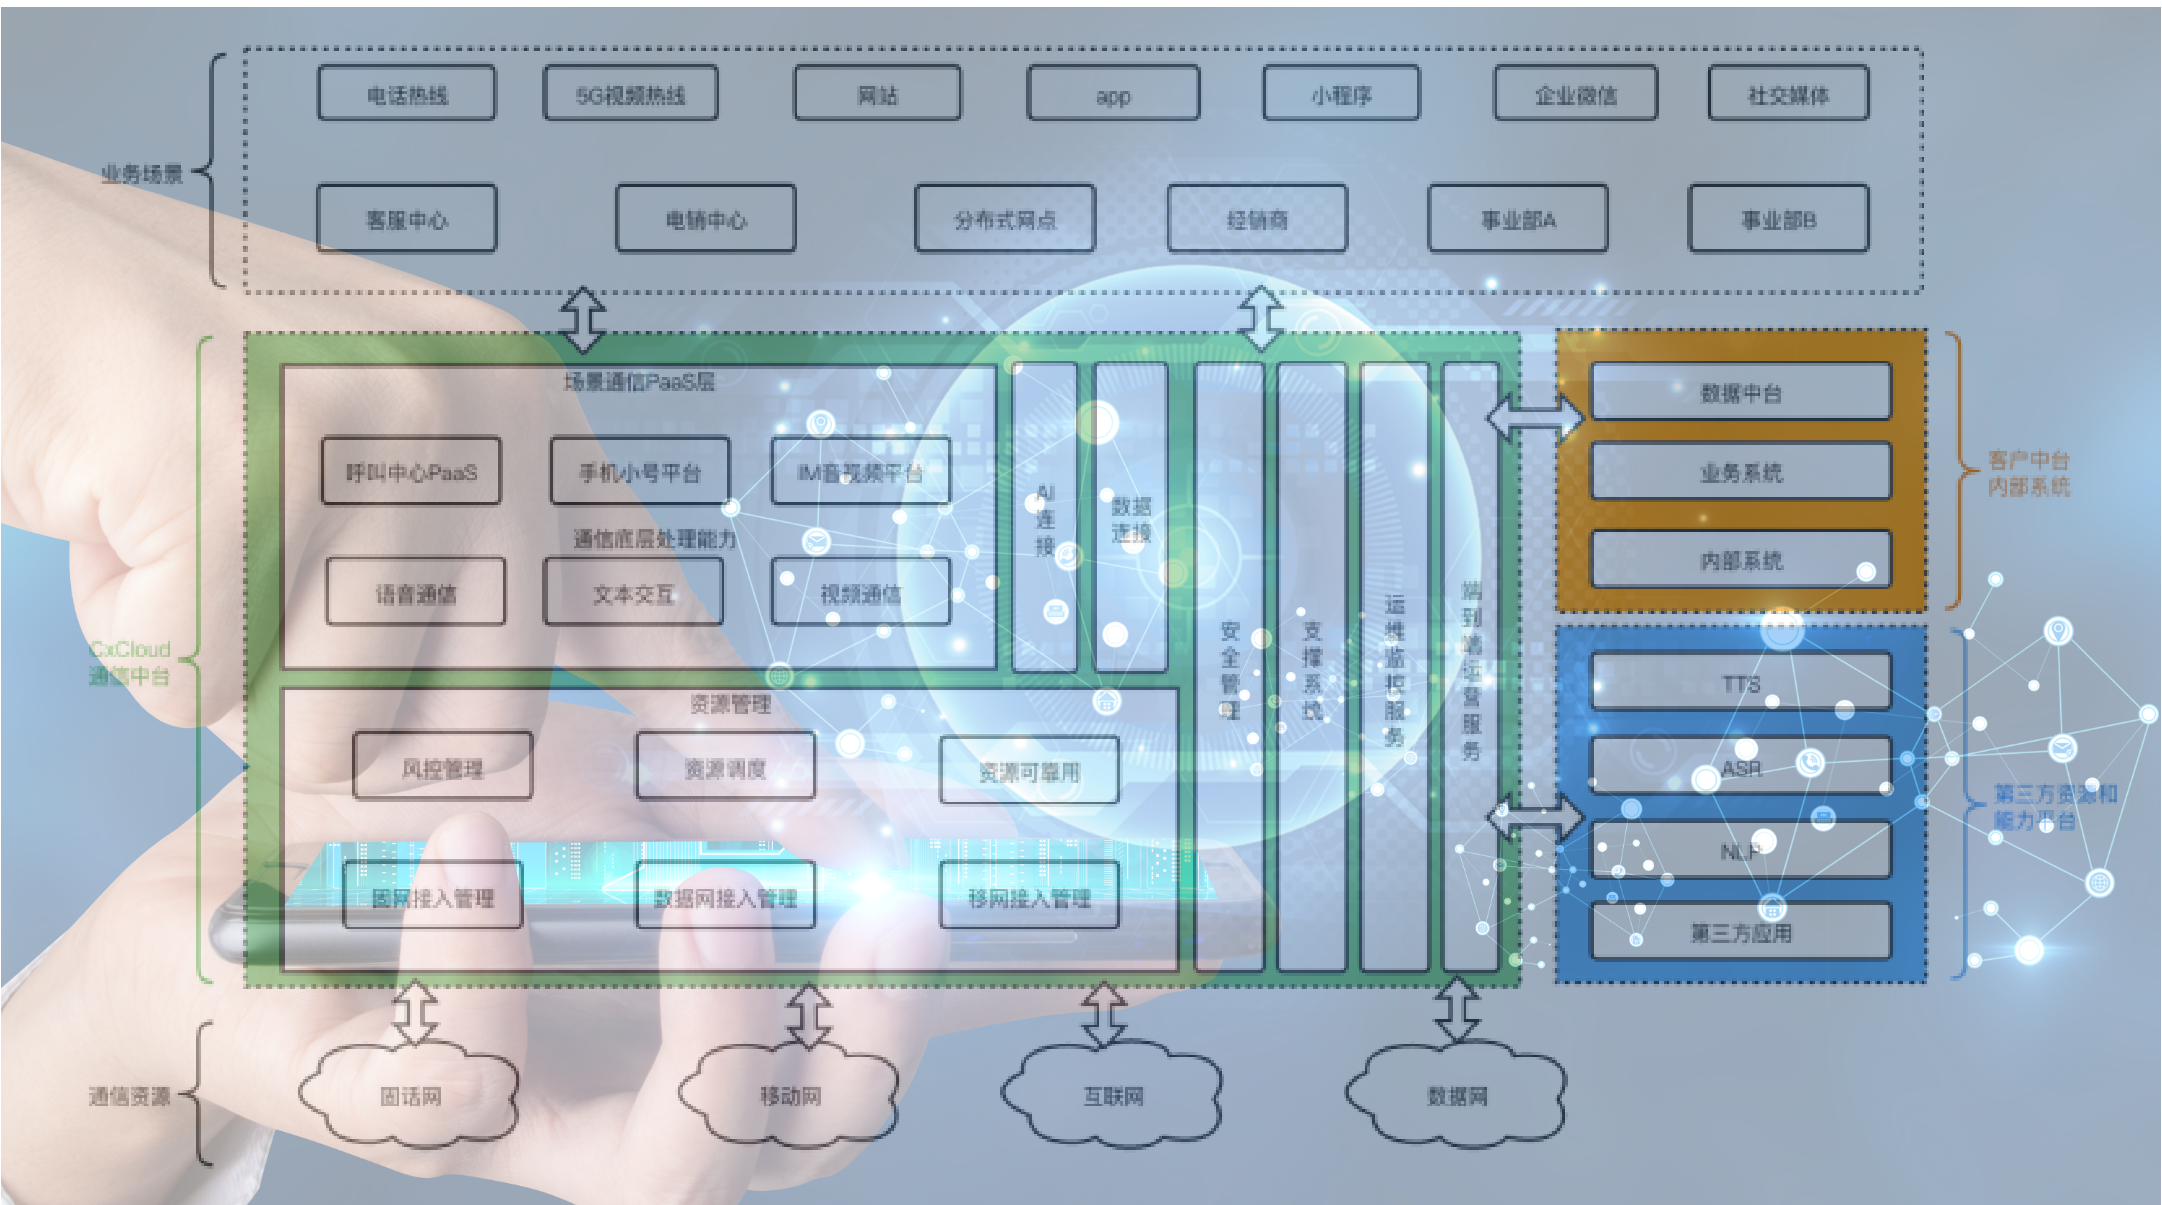 电话热线
5G视频热线
网站
app
小程序
企业微信
社交媒体
业务场景
客服中心
电销中心
分布式网点
经销商
事业部A
事业部B
场景通信PaaS层
呼叫中心PaaS
手机小号平台
IM音视频平台
通信底层处理能力
语音通信
文本交互
视频通信
AI
连
接
数据
连接
安全管理
支撑系统
运维监控服务
端到端运营服务
CxCloud
通信中台
资源管理
风控管理
资源调度
资源可靠用
固网接入管理
数据网接入管理
移网接入管理
数据中台
业务系统
内部系统
客户中台
内部系统
TTS
ASR
NLP
第三方应用
第三方资源和
能力平台
通信资源
固话网
移动网
互联网
数据网